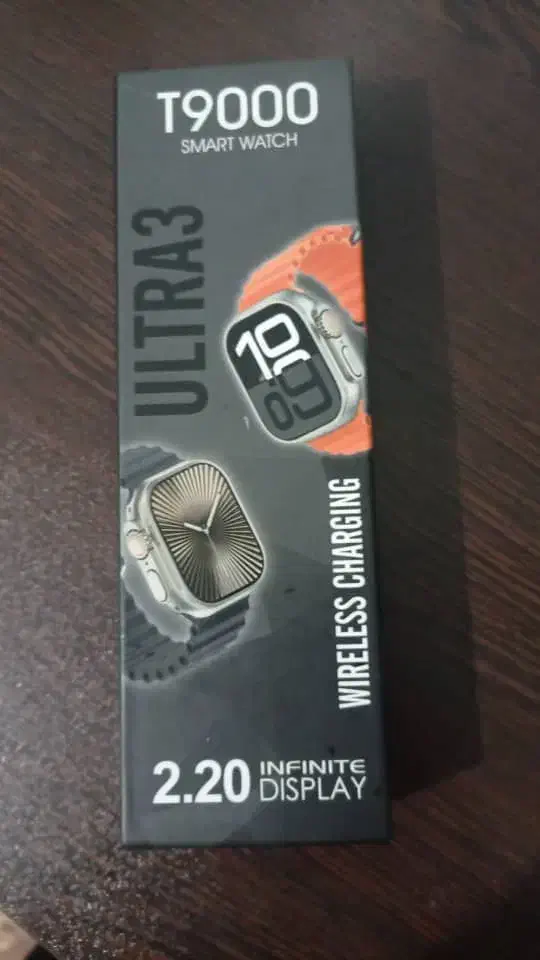 T9000
SMART WATCH
ULTRA3
10
09
WIRELESS CHARGING
2.20 INFINITE
DISPLAY